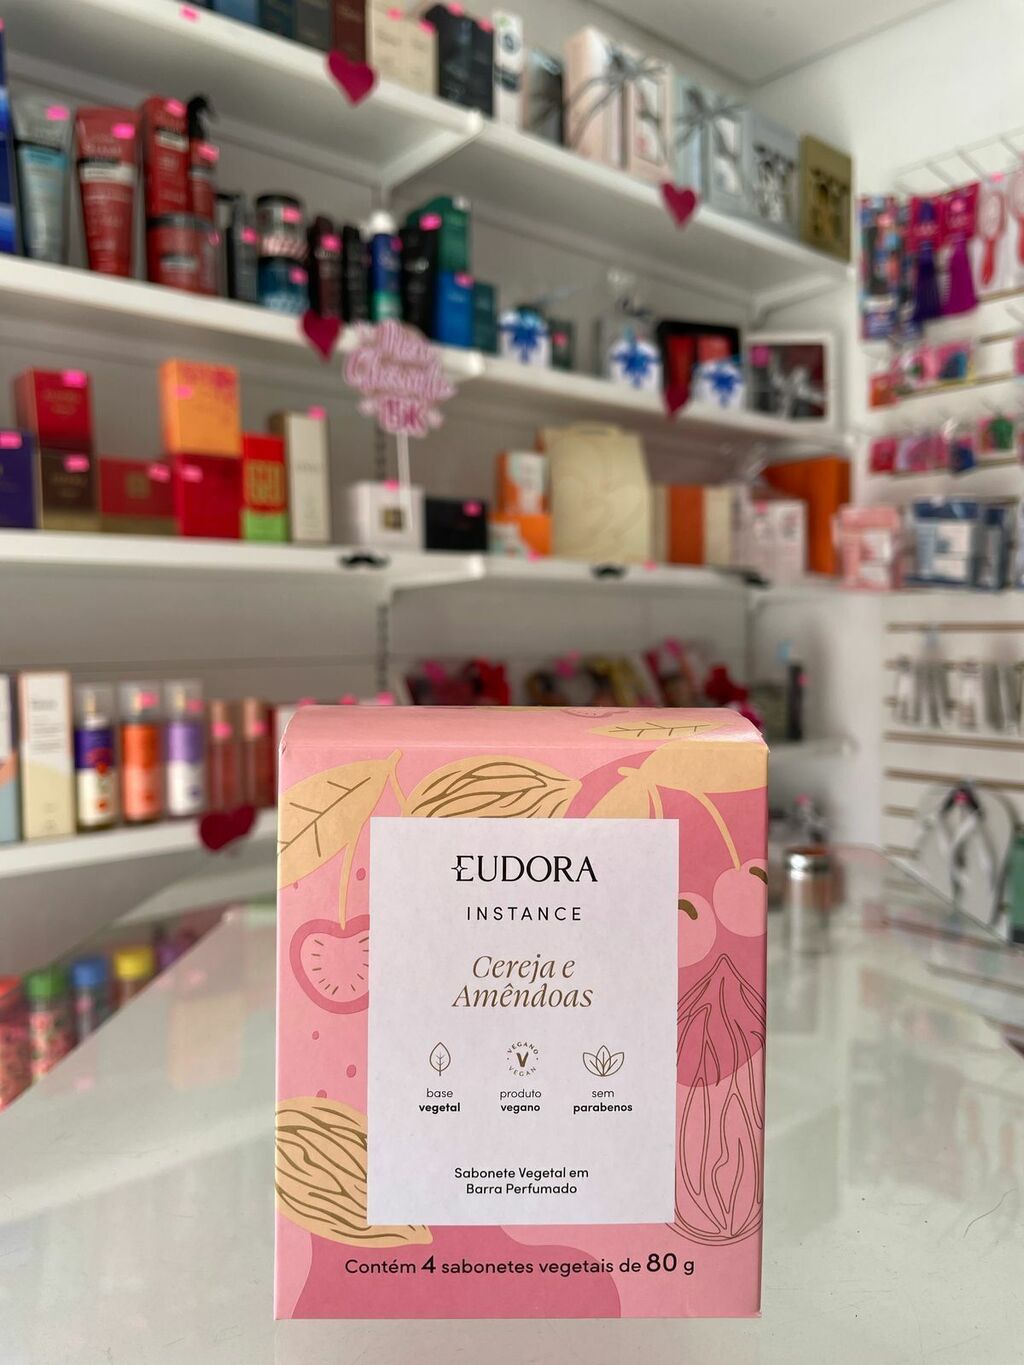 EUDORA
INSTANCE
Cereja e
Amêndoas
base
vegetal
VEGANO
V
VEGAN
produto
vegano
sem
parabenos
Sabonete Vegetal em
Barra Perfumado
Contém 4 sabonetes vegetais de 80 g